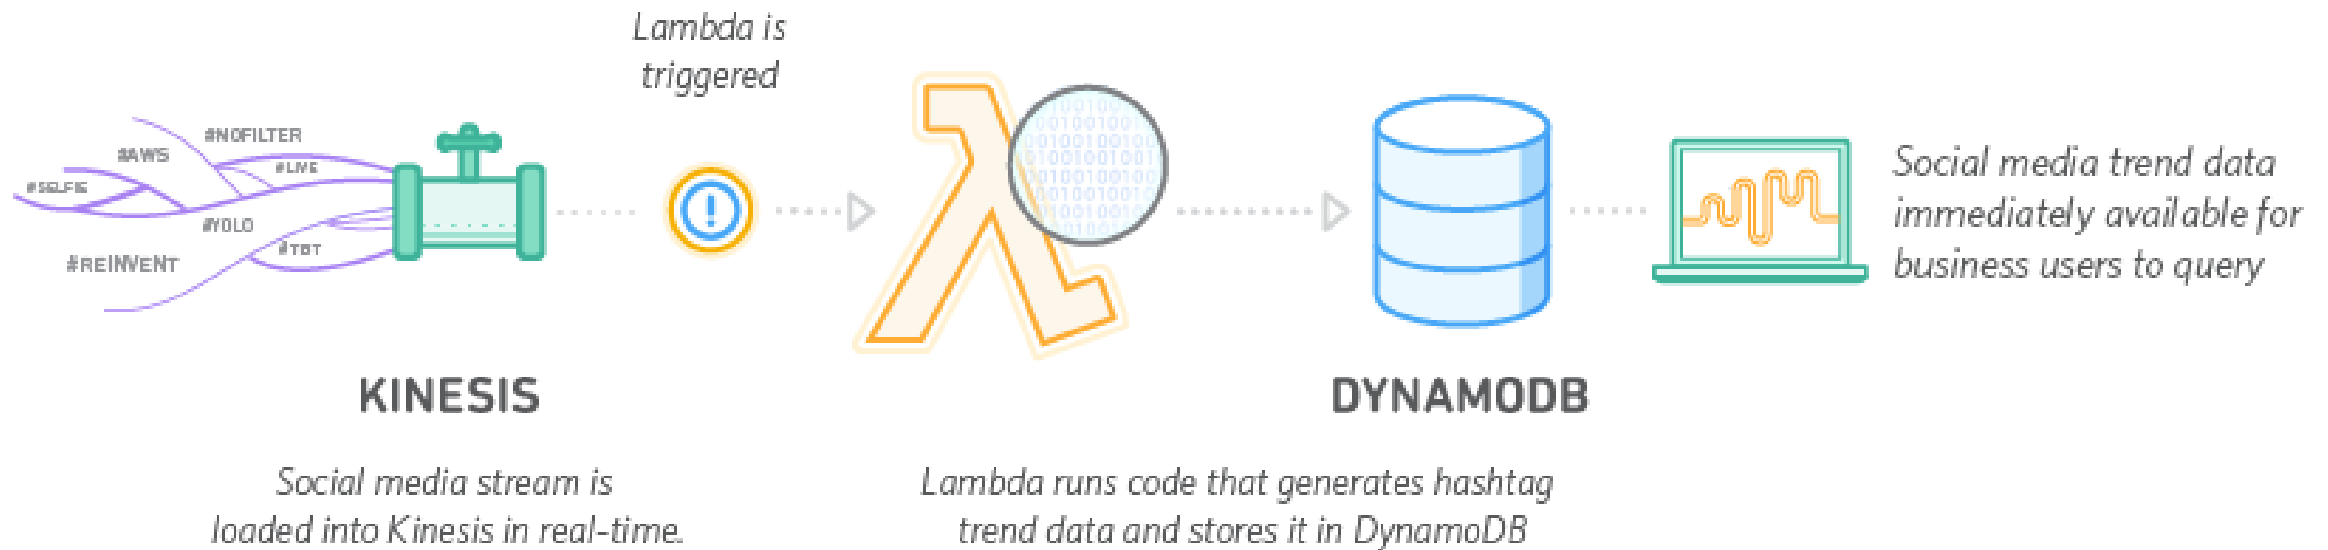 Lambda is
triggered
#NOFILTER
#AWS
#LIVE
#SELFIE
#YOLO
#TBT
#REINVENT
Social media trend data
immediately available for
business users to query
KINESIS
DYNAMODB
Social media stream is
loaded into Kinesis in real-time.
Lambda runs code that generates hashtag
trend data and stores it in DynamoDB